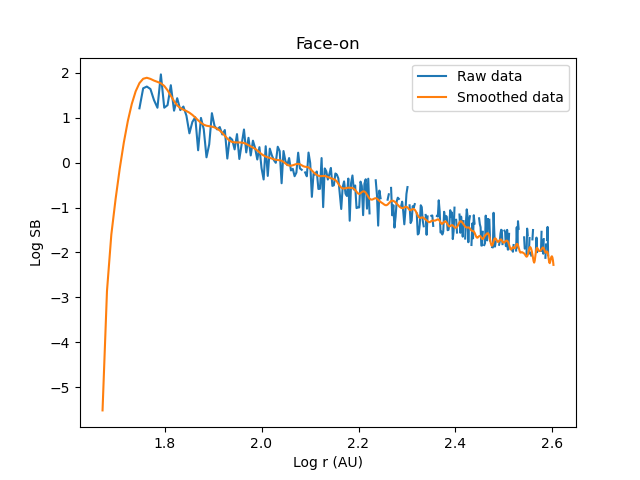 Face-on
Raw data
Smoothed data
Log SB
2
1
0
−1
−2
−3
−4
−5
1.8 2.0 2.2 2.4 2.6
Log r (AU)